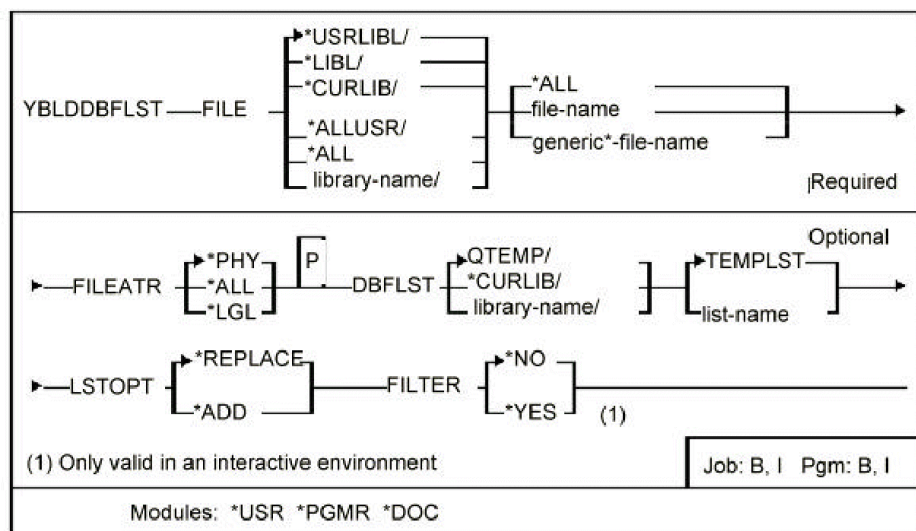 YBLDDBFLST FILE
*USRLIBL/
*LIBL/
*CURLIB/
*ALLUSR/
*ALL
library-name/
*ALL
file-name
generic*-file-name
Required
Optional
FILEATR
*PHY
*ALL
*LGL
P
DBFLST
QTEMP/
*CURLIB/
library-name/
TEMPLST
list-name
LSTOPT
*REPLACE
*ADD
FILTER
*NO
*YES
(1)
(1) Only valid in an interactive environment
Job: B, I Pgm: B, I
Modules: *USR *PGMR *DOC